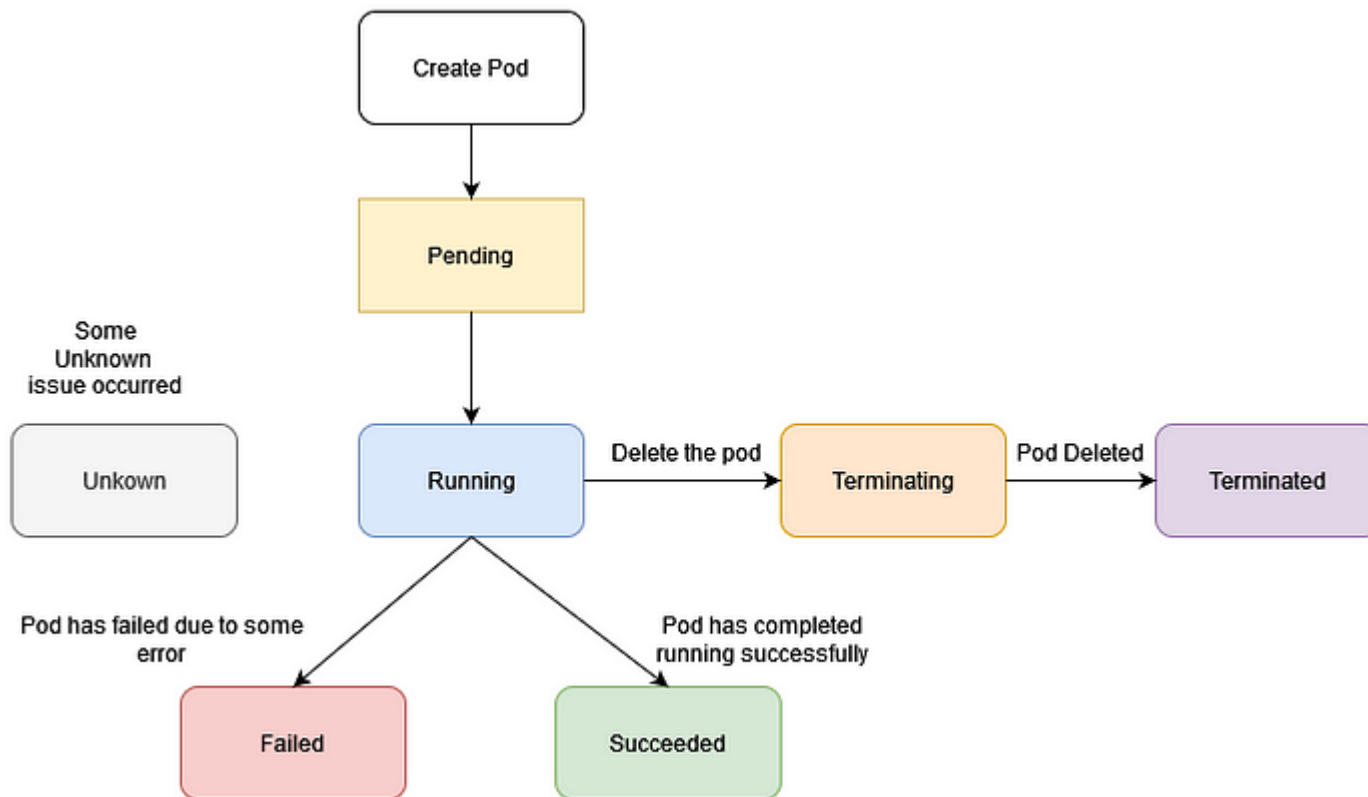 Create Pod
Pending
Some
Unknown
issue occurred
Unkown
Running
Delete the pod
Terminating
Pod Deleted
Terminated
Pod has failed due to some
error
Pod has completed
running successfully
Failed
Succeeded